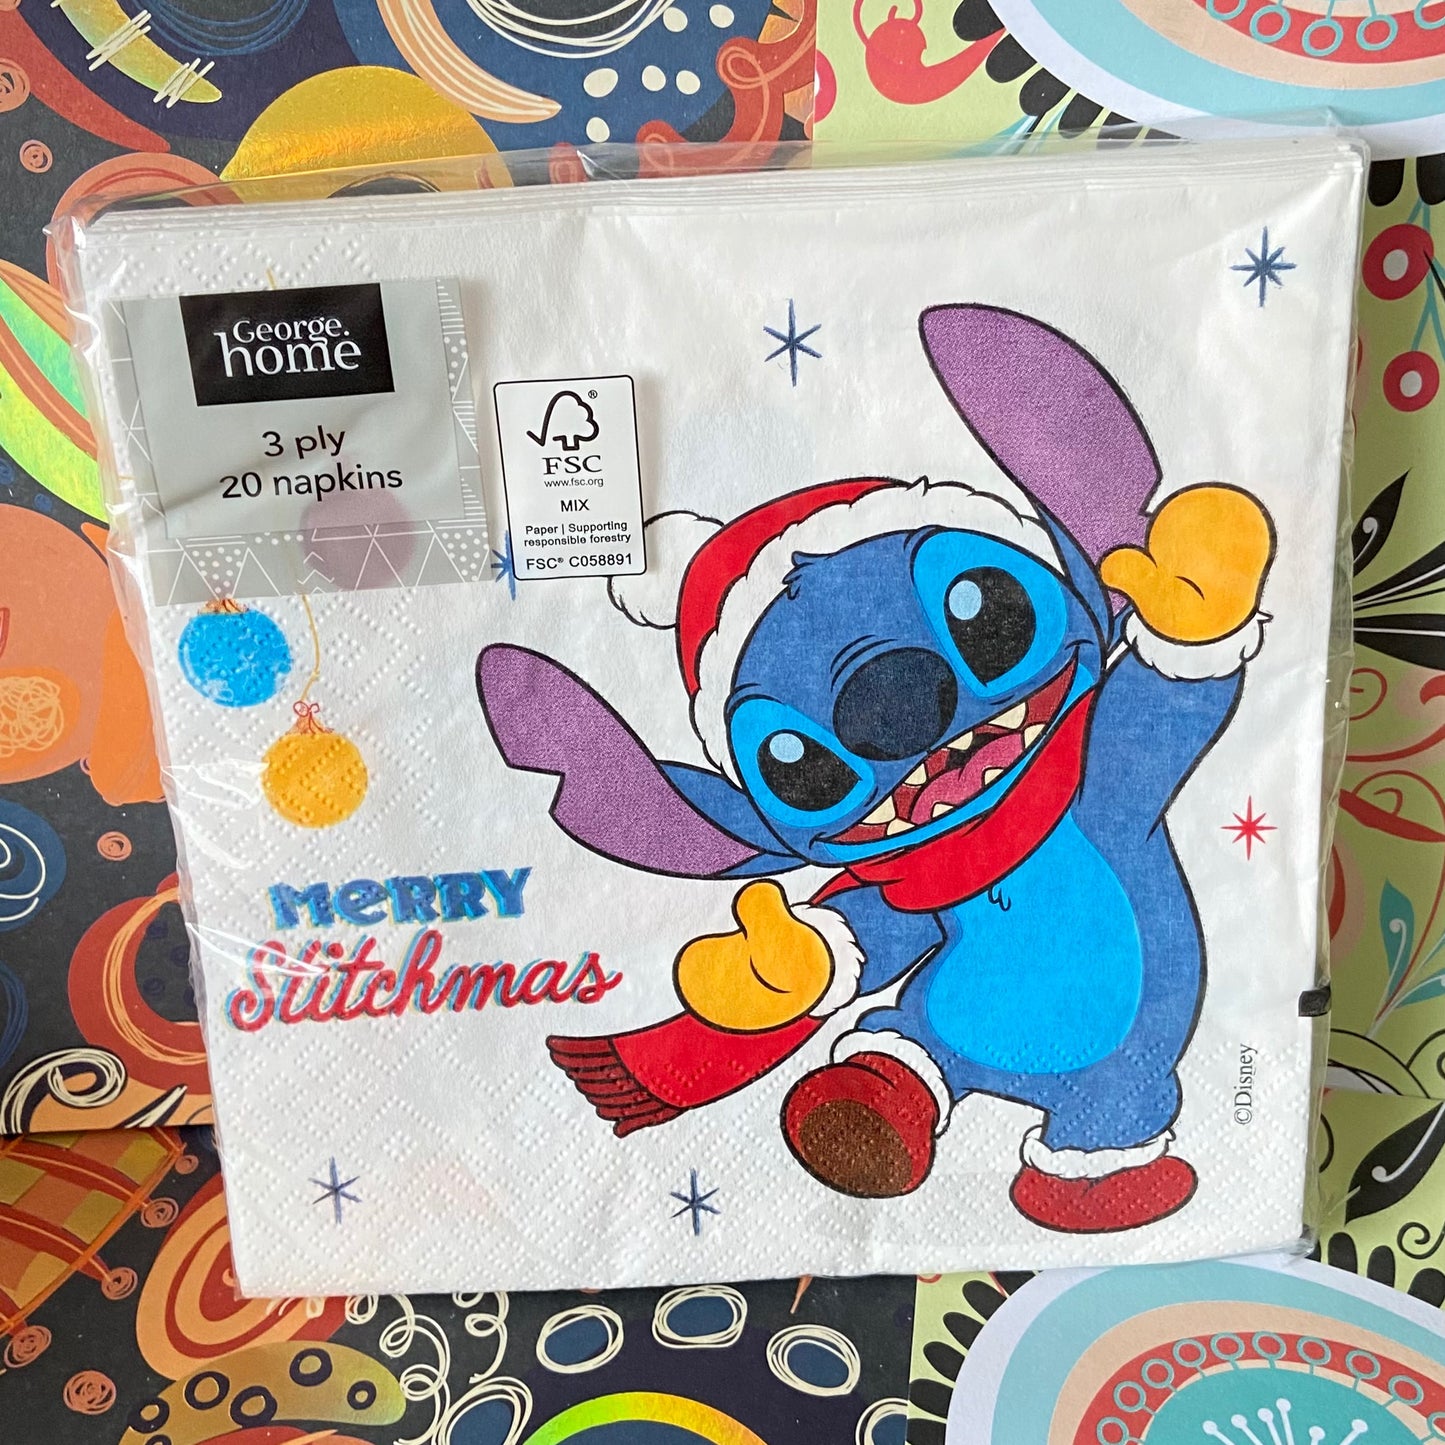 George.
home
3 ply
20 napkins
®
FSC
www.fsc.org
MIX
Paper | Supporting
responsible forestry
FSC® C058891
MeRRY
Stitchmas
©Disney